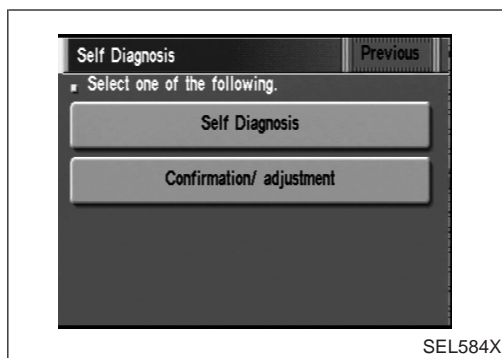 Self Diagnosis Previous
Select one of the following.
Self Diagnosis
Confirmation/ adjustment
SEL584X